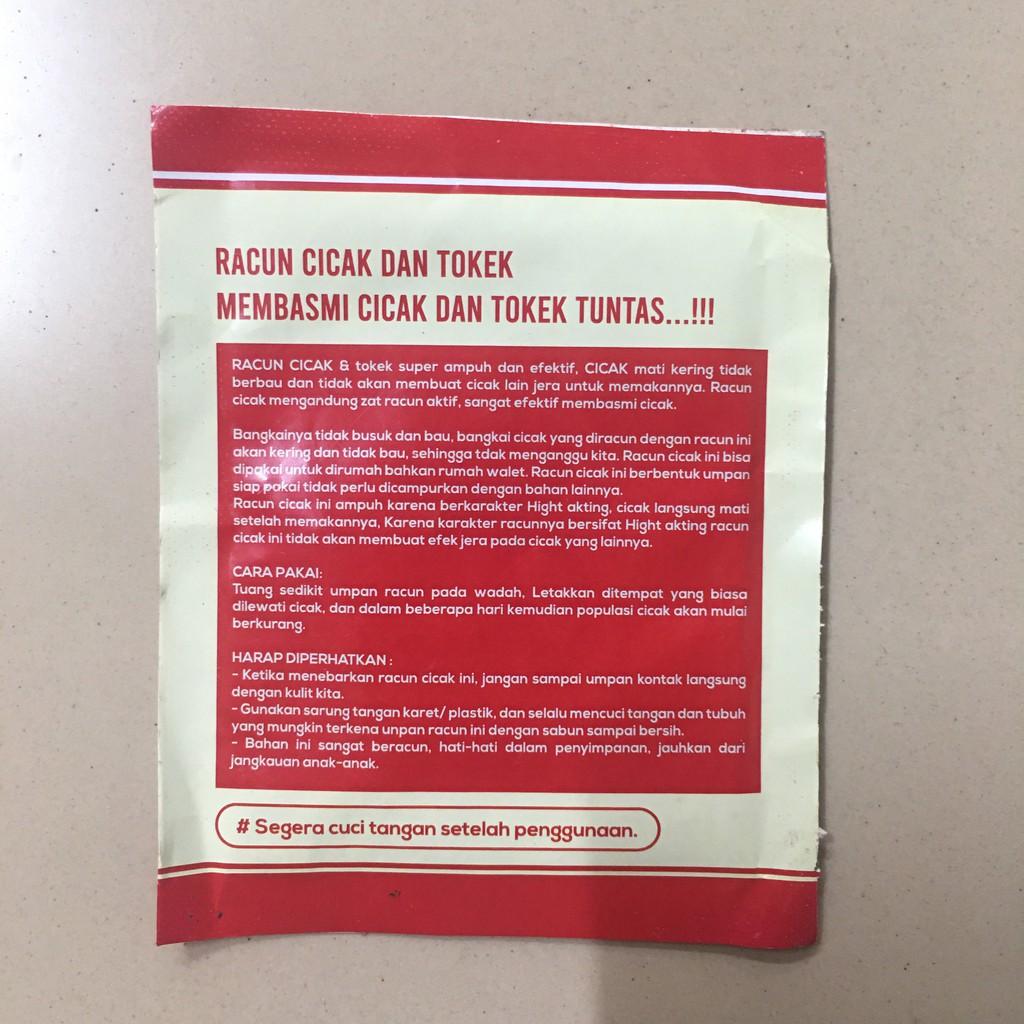 RACUN CICAK DAN TOKEK
MEMBASMI CICAK DAN TOKEK TUNTAS...!!!
RACUN CICAK & tokek super ampuh dan efektif, CICAK mati kering tidak
berbau dan tidak akan membuat cicak lain jera untuk memakannya. Racun
cicak mengandung zat racun aktif, sangat efektif membasmi cicak.
Bangkainya tidak busuk dan bau, bangkai cicak yang diracun dengan racun ini
akan kering dan tidak bau, sehingga tdak menganggu kita. Racun cicak ini bisa
dipakai untuk dirumah bahkan rumah walet. Racun cicak ini berbentuk umpan
siap pakai tidak perlu dicampurkan dengan bahan lainnya.
Racun cicak ini ampuh karena berkarakter Hight akting, cicak langsung mati
setelah memakannya, Karena karakter racunnya bersifat Hight akting racun
cicak ini tidak akan membuat efek jera pada cicak yang lainnya.
CARA PAKAI:
Tuang sedikit umpan racun pada wadah, Letakkan ditempat yang biasa
dilewati cicak, dan dalam beberapa hari kemudian populasi cicak akan mulai
berkurang.
HARAP DIPERHATKAN :
- Ketika menebarkan racun cicak ini, jangan sampai umpan kontak langsung
dengan kulit kita.
- Gunakan sarung tangan karet/ plastik, dan selalu mencuci tangan dan tubuh
yang mungkin terkena unpan racun ini dengan sabun sampai bersih.
- Bahan ini sangat beracun, hati-hati dalam penyimpanan, jauhkan dari
jangkauan anak-anak.
# Segera cuci tangan setelah penggunaan.